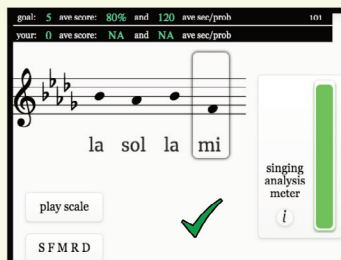 goal: 5 ave score: 80% and 120 ave sec/prob 101
your: 0 ave score: NA and NA ave sec/prob
la sol la mi
singing
analysis
meter
i
play scale
S F M R D